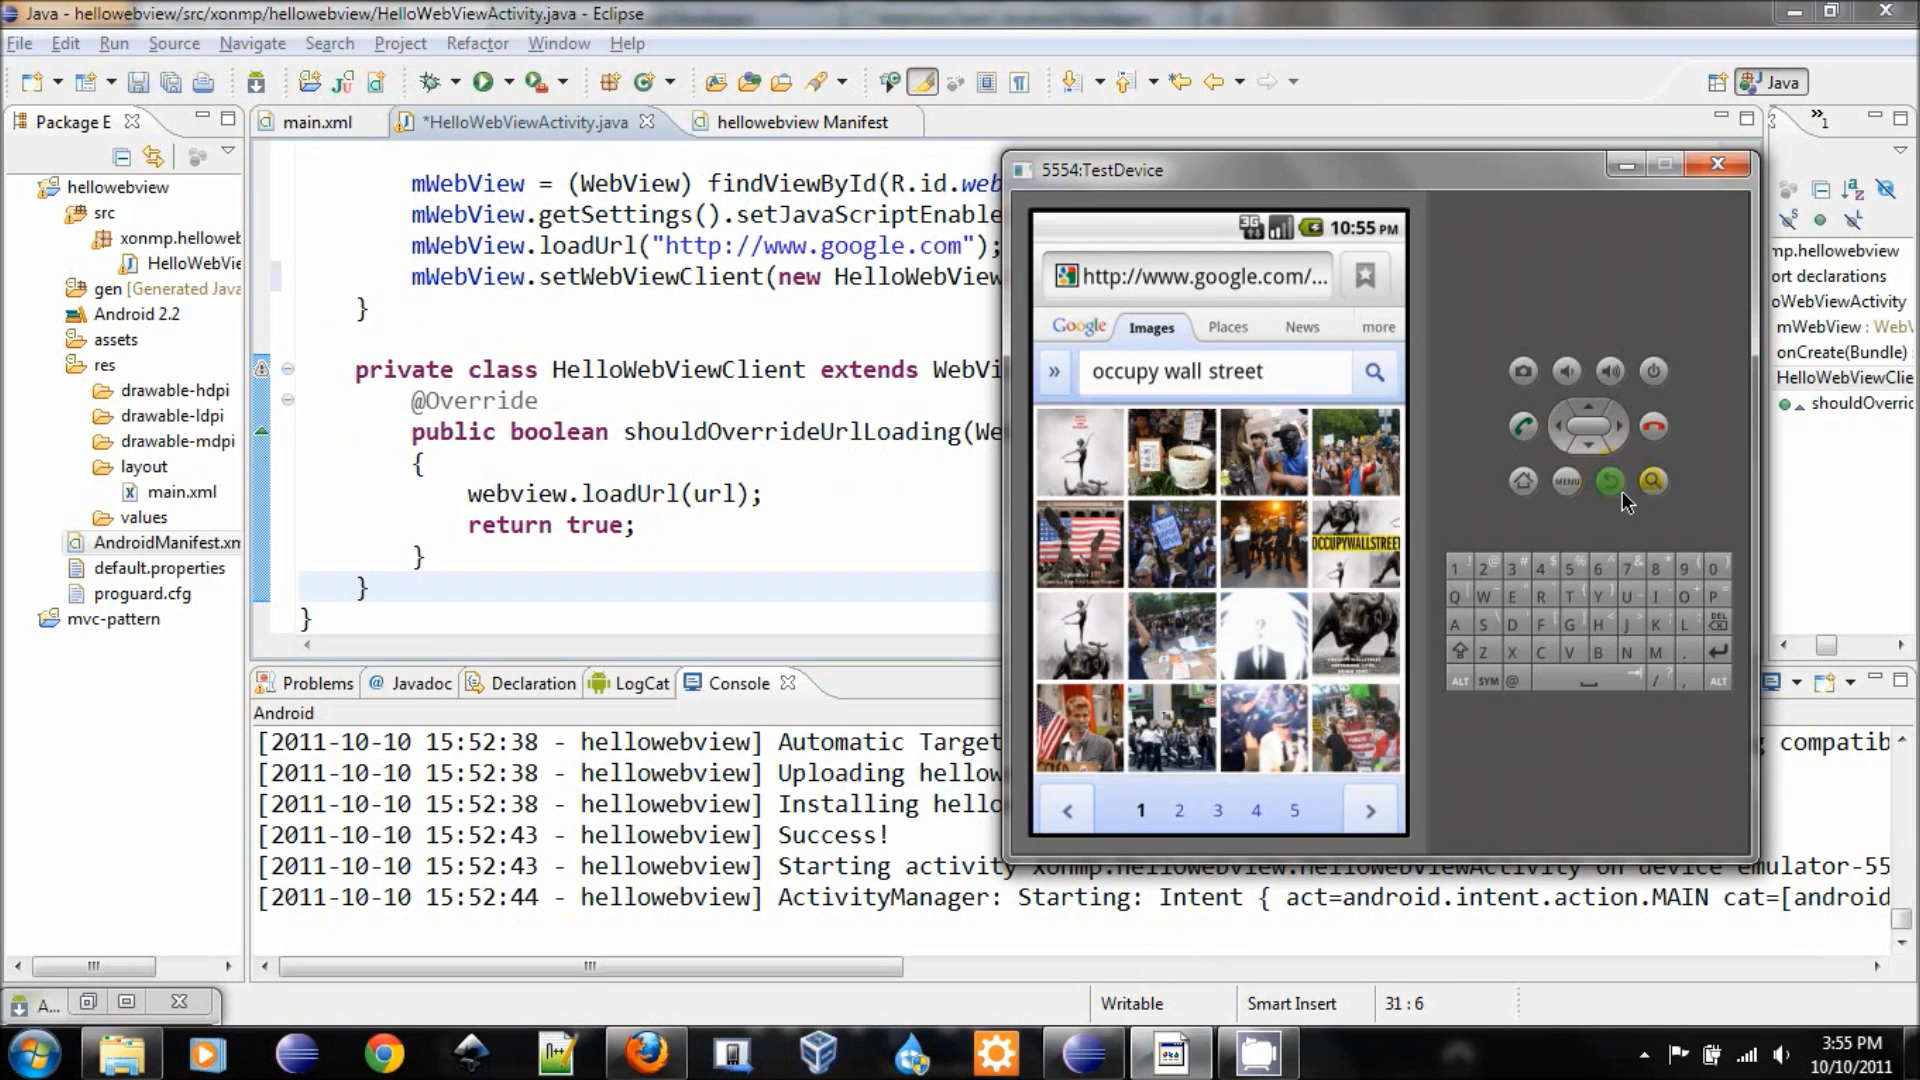 Java - hellowebview/src/xonmp/hellowebview/HelloWebViewActivity.java - Eclipse
File Edit Run Source Navigate Search Project Refactor Window Help
Java
Package E
main.xml
*HelloWebViewActivity.java
hellowebview Manifest
1
hellowebview
src
xonmp.helloweb
HelloWebVie
gen [Generated Java
Android 2.2
assets
res
drawable-hdpi
drawable-ldpi
drawable-mdpi
layout
main.xml
values
AndroidManifest.xm
default.properties
proguard.cfg
mvc-pattern
mWebView = (WebView) findViewById(R.id.web
mWebView.getSettings().setJavaScriptEnable
mWebView.loadUrl("http://www.google.com");
mWebView.setWebViewClient(new HelloWebView
}
private class HelloWebViewClient extends WebVi
@Override
public boolean shouldOverrideUrlLoading(We
{
webview.loadUrl(url);
return true;
}
}
}
5554:TestDevice
3G
10:55 PM
http://www.google.com/...
Google Images Places News more
» occupy wall street
OCCUPYWALLSTREET
1 2 3 4 5
MENU
1 2 3 4 5 6 7 8 9 0
Q W E R T Y U I O P
A S D F G H J K L DEL
Z X C V B N M .
ALT SYM @ / , ALT
mp.hellowebview
ort declarations
oWebViewActivity
mWebView : WebV
onCreate(Bundle)
HelloWebViewClie
shouldOverric
Problems
@ Javadoc
Declaration
LogCat
Console
Android
[2011-10-10 15:52:38 - hellowebview] Automatic Targe
compatib
[2011-10-10 15:52:38 - hellowebview] Uploading hello
[2011-10-10 15:52:38 - hellowebview] Installing hello
[2011-10-10 15:52:43 - hellowebview] Success!
[2011-10-10 15:52:43 - hellowebview] Starting activity xonmp.hellowebview.HelloWebViewActivity on device emulator-55
[2011-10-10 15:52:44 - hellowebview] ActivityManager: Starting: Intent { act=android.intent.action.MAIN cat=[android
A...
Writable
Smart Insert
31 : 6
3:55 PM
10/10/2011